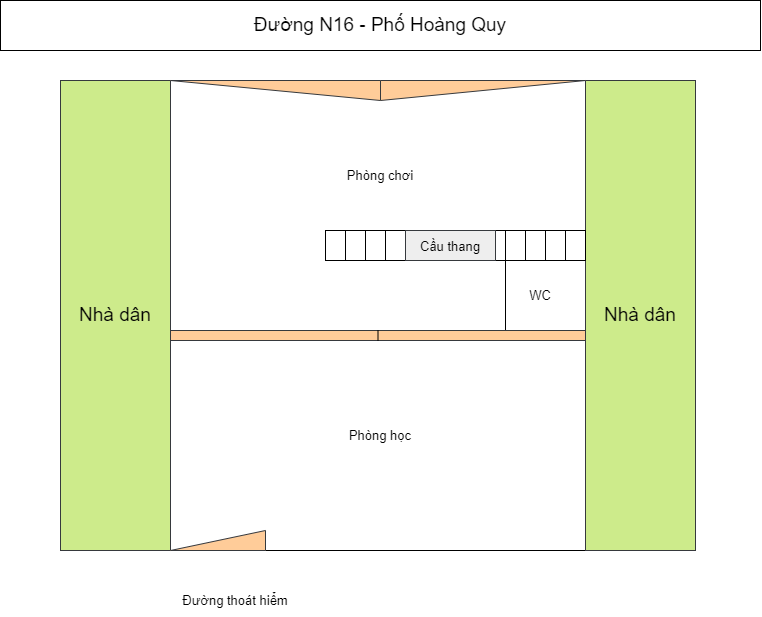 Đường N16 - Phố Hoàng Quy
Phòng chơi
Cầu thang
WC
Nhà dân
Nhà dân
Phòng học
Đường thoát hiểm